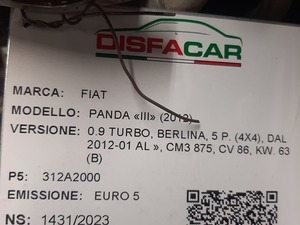 DISFACAR
MARCA: FIAT
MODELLO: PANDA «III» (2012)
VERSIONE: 0.9 TURBO, BERLINA, 5 P. (4X4), DAL
2012-01 AL », CM3 875, CV 86, KW. 63
(B)
P5: 312A2000
EMISSIONE: EURO 5
NS: 1431/2023